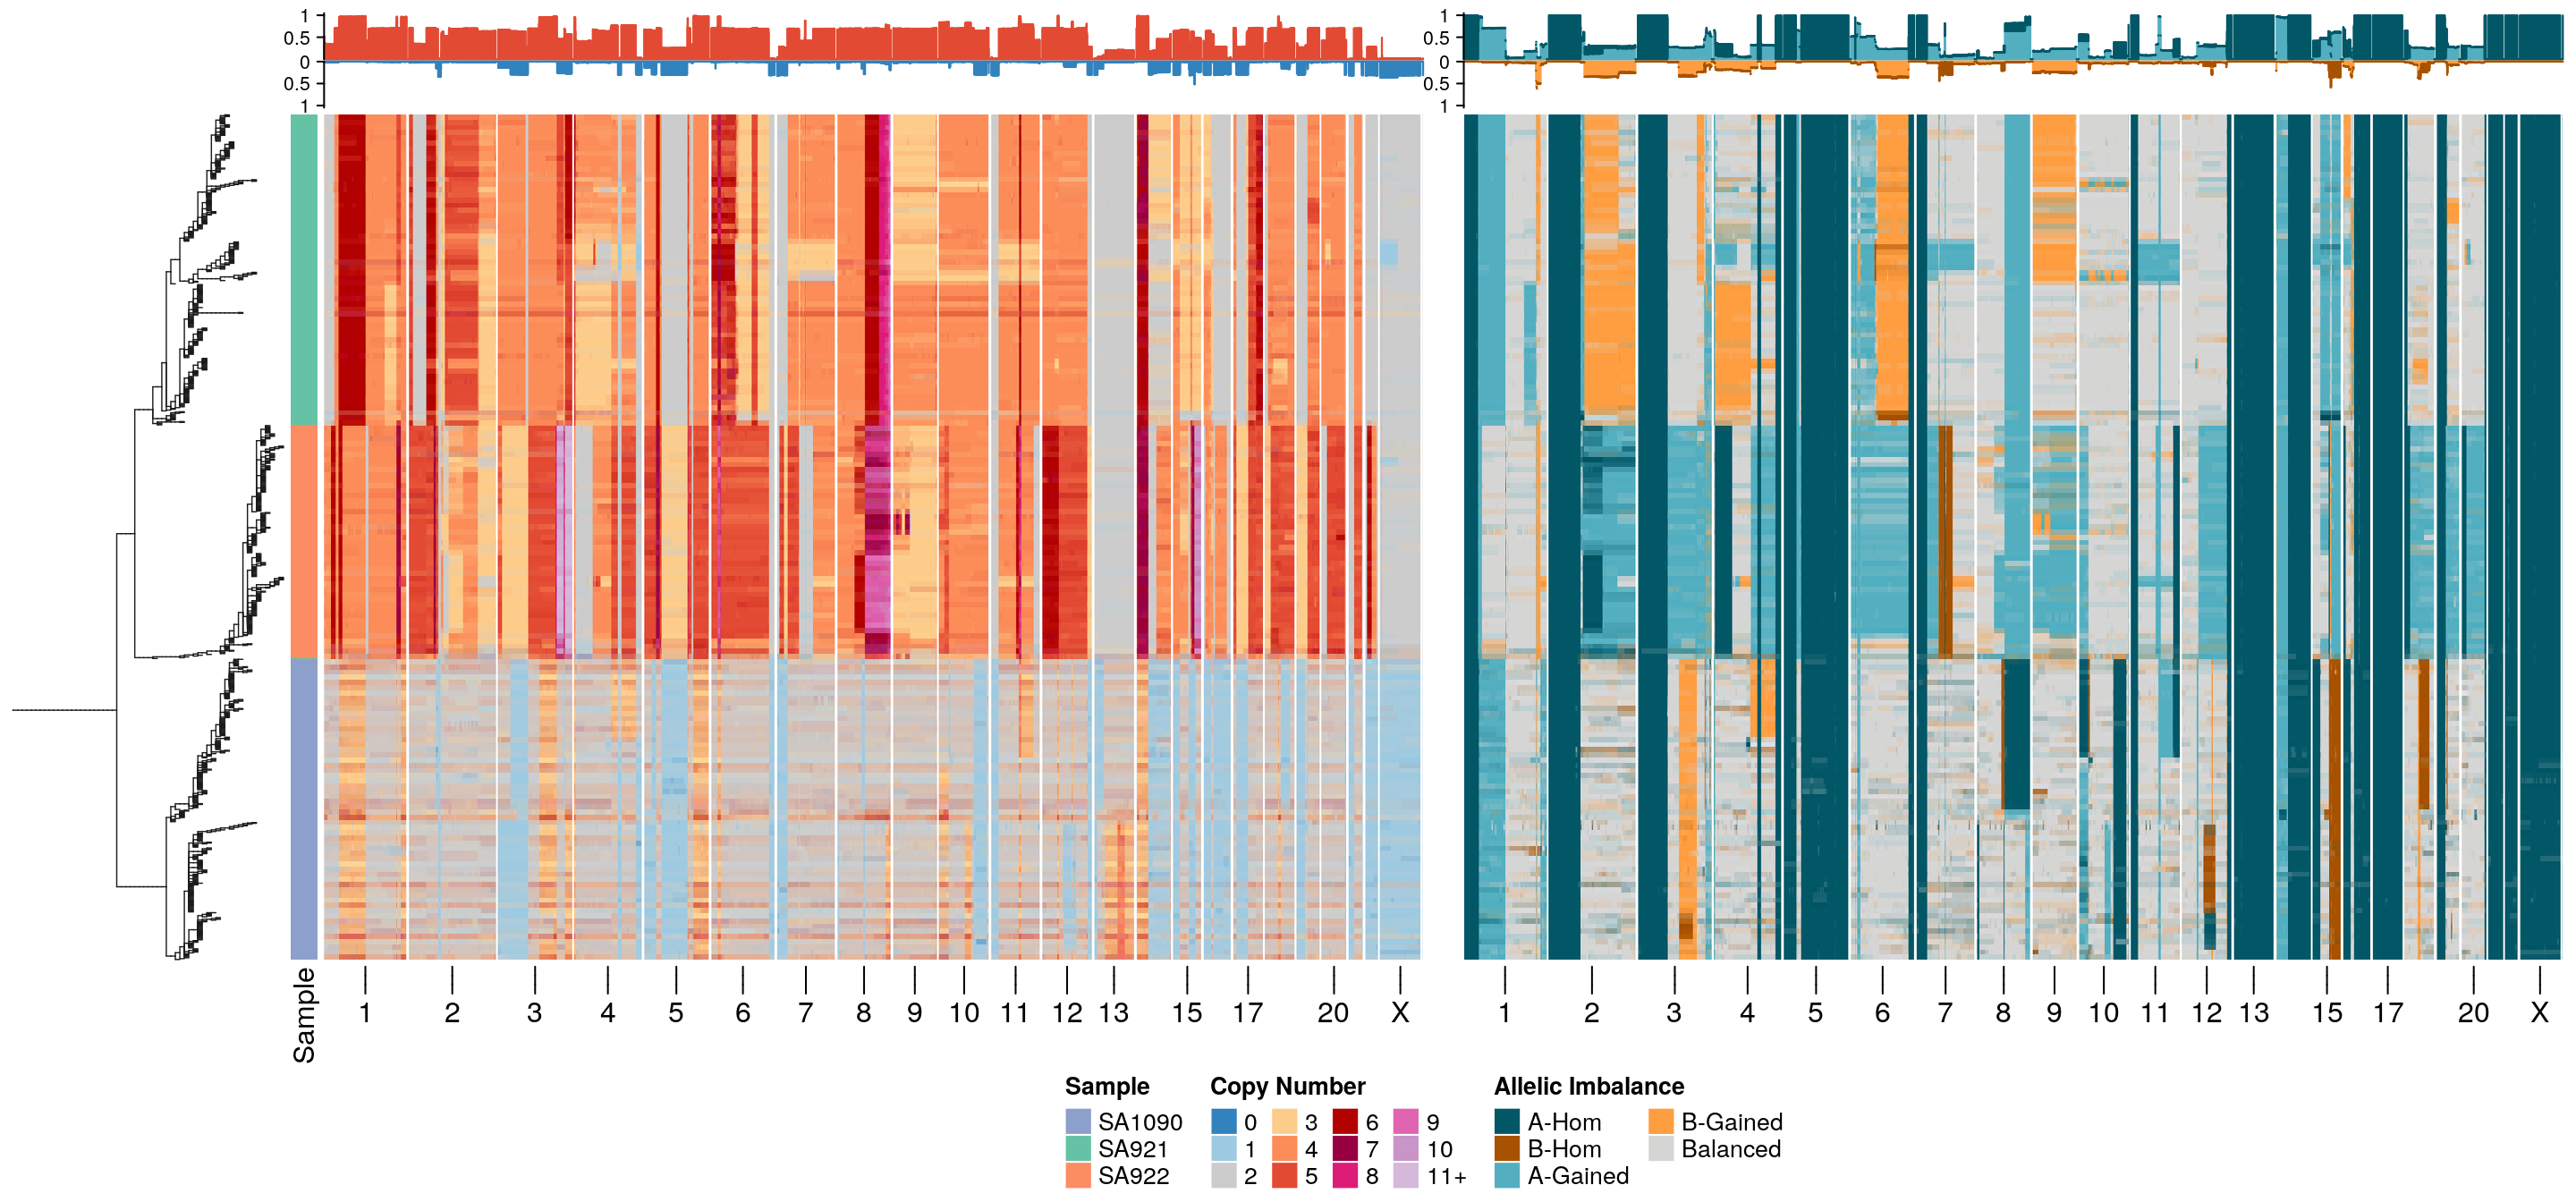 1
0.5
0
0.5
1
1
0.5
0
0.5
1
Sample
1 2 3 4 5 6 7 8 9 10 11 12 13 15 17 20 X
1 2 3 4 5 6 7 8 9 10 11 12 13 15 17 20 X
Sample
SA1090
SA921
SA922
Copy Number
0 3 6 9
1 4 7 10
2 5 8 11+
Allelic Imbalance
A-Hom B-Gained
B-Hom Balanced
A-Gained